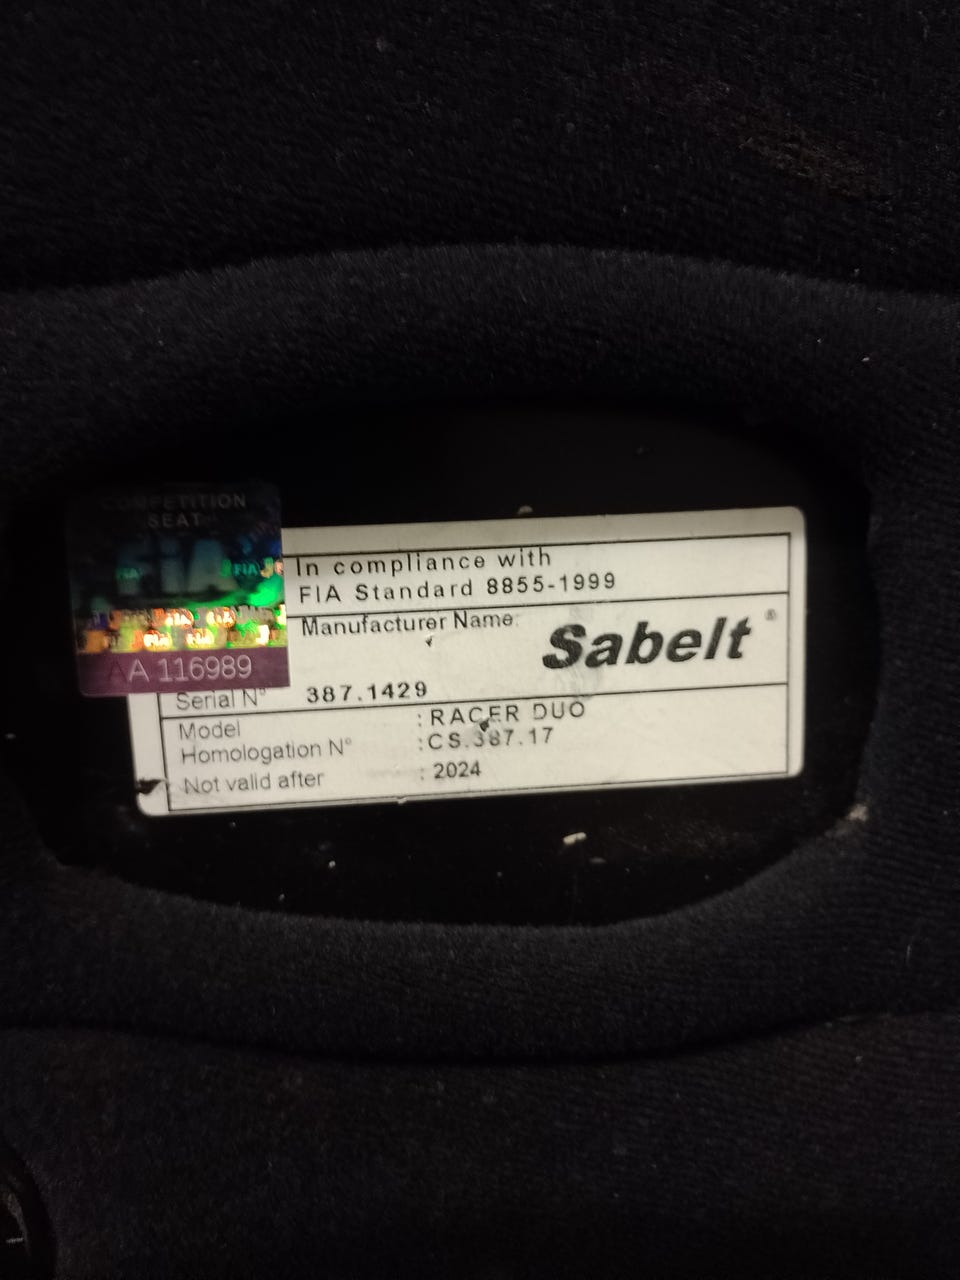 COMPETITION
SEAT
FIA
AA 116989
In compliance with
FIA Standard 8855-1999
Manufacturer Name:
Sabelt ®
Serial N° 387.1429
Model : RACER DUO
Homologation N° : CS.387.17
Not valid after : 2024